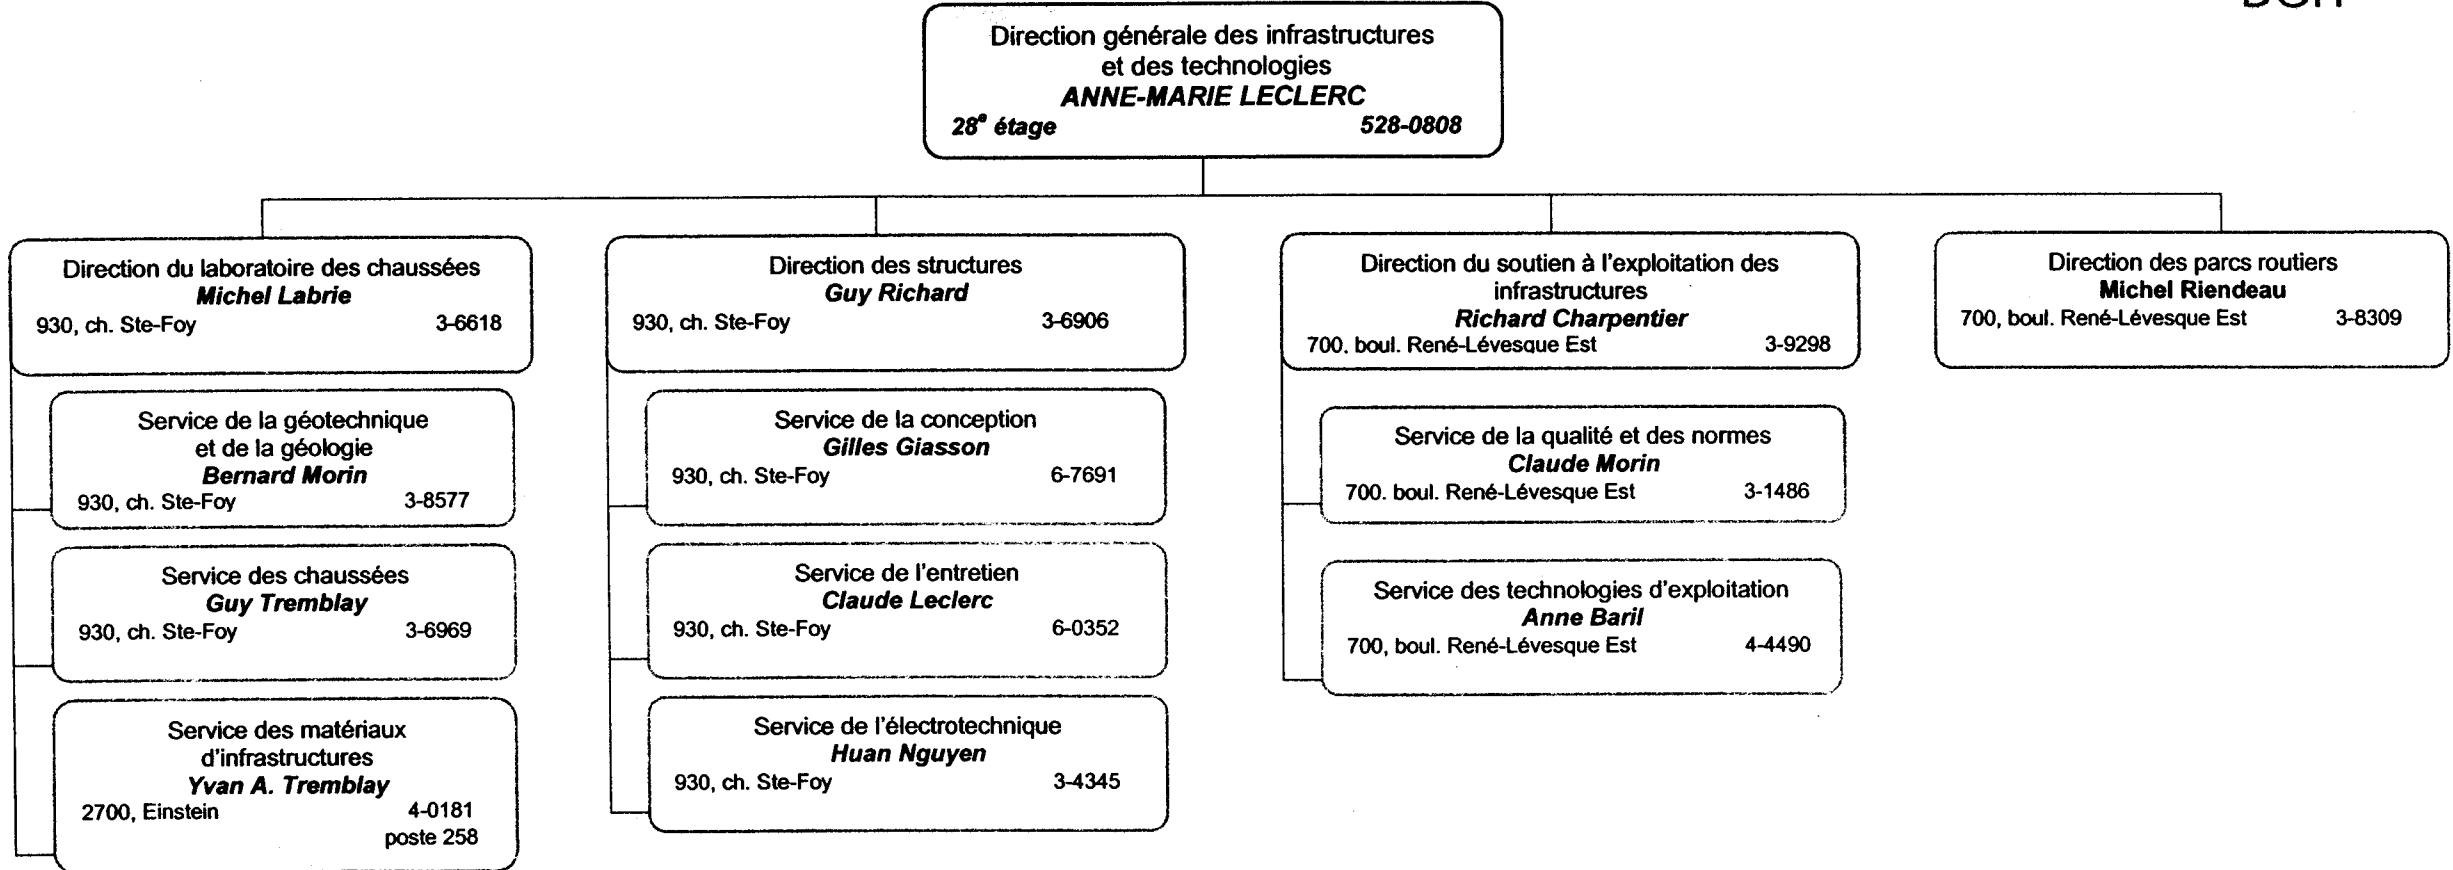 Direction générale des infrastructures
et des technologies
ANNE-MARIE LECLERC
28e étage 528-0808
Direction du laboratoire des chaussées
Michel Labrie
930, ch. Ste-Foy 3-6618
Service de la géotechnique
et de la géologie
Bernard Morin
930, ch. Ste-Foy 3-8577
Service des chaussées
Guy Tremblay
930, ch. Ste-Foy 3-6969
Service des matériaux
d'infrastructures
Yvan A. Tremblay
2700, Einstein 4-0181
poste 258
Direction des structures
Guy Richard
930, ch. Ste-Foy 3-6906
Service de la conception
Gilles Giasson
930, ch. Ste-Foy 6-7691
Service de l'entretien
Claude Leclerc
930, ch. Ste-Foy 6-0352
Service de l'électrotechnique
Huan Nguyen
930, ch. Ste-Foy 3-4345
Direction du soutien à l'exploitation des
infrastructures
Richard Charpentier
700, boul. René-Lévesque Est 3-9298
Service de la qualité et des normes
Claude Morin
700. boul. René-Lévesque Est 3-1486
Service des technologies d'exploitation
Anne Baril
700, boul. René-Lévesque Est 4-4490
Direction des parcs routiers
Michel Riendeau
700, boul. René-Lévesque Est 3-8309